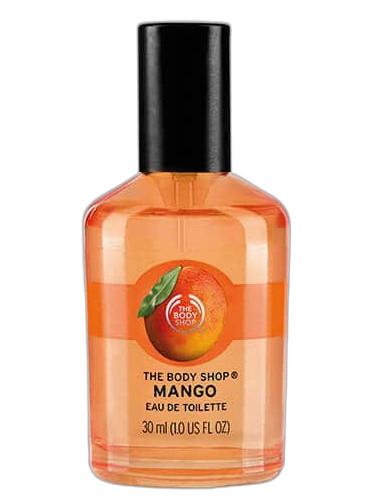 THE
BODY
SHOP
THE BODY SHOP®
MANGO
EAU DE TOILETTE
30 ml (1.0 US FL OZ)